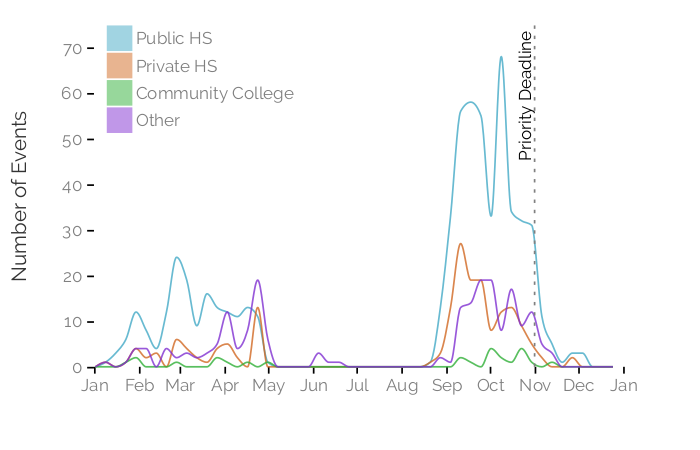 Public HS
Private HS
Community College
Other
Priority Deadline
Number of Events
70
60
50
40
30
20
10
0
Jan Feb Mar Apr May Jun Jul Aug Sep Oct Nov Dec Jan